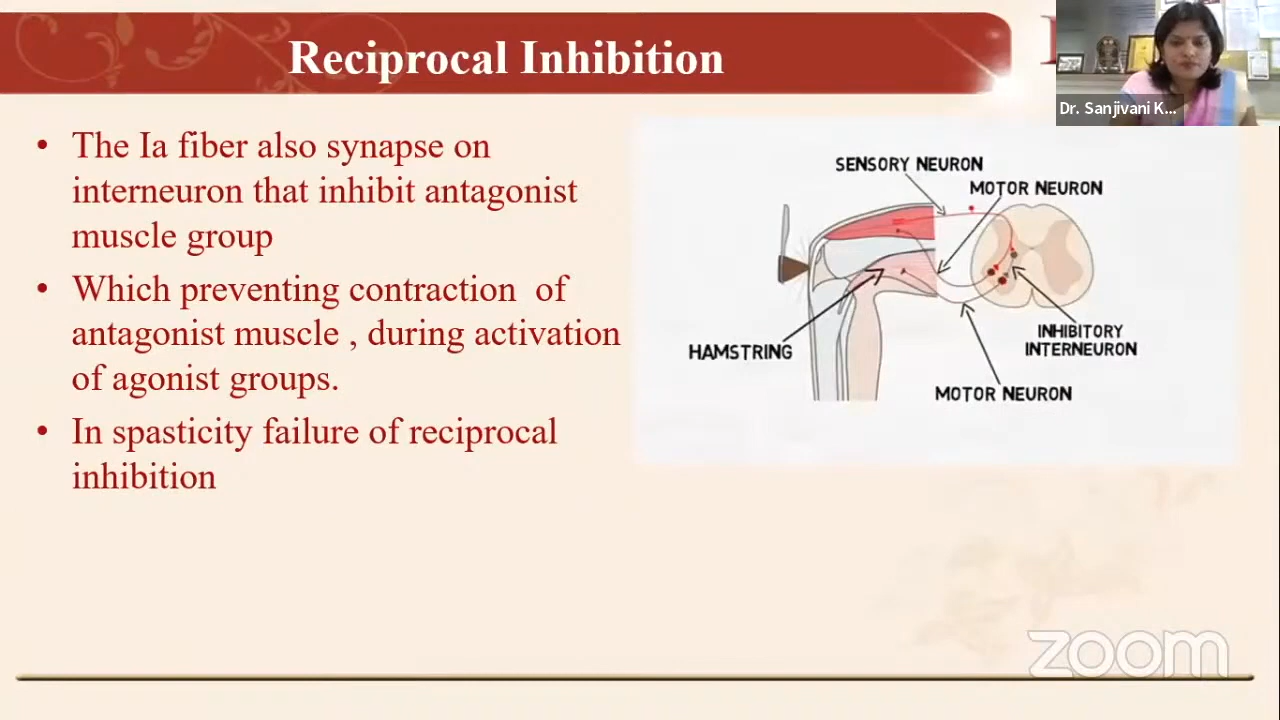 Reciprocal Inhibition
Dr. Sanjivani K...
• The Ia fiber also synapse on
interneuron that inhibit antagonist
muscle group
• Which preventing contraction of
antagonist muscle , during activation
of agonist groups.
• In spasticity failure of reciprocal
inhibition
SENSORY NEURON
MOTOR NEURON
HAMSTRING
INHIBITORY
INTERNEURON
MOTOR NEURON
zoom